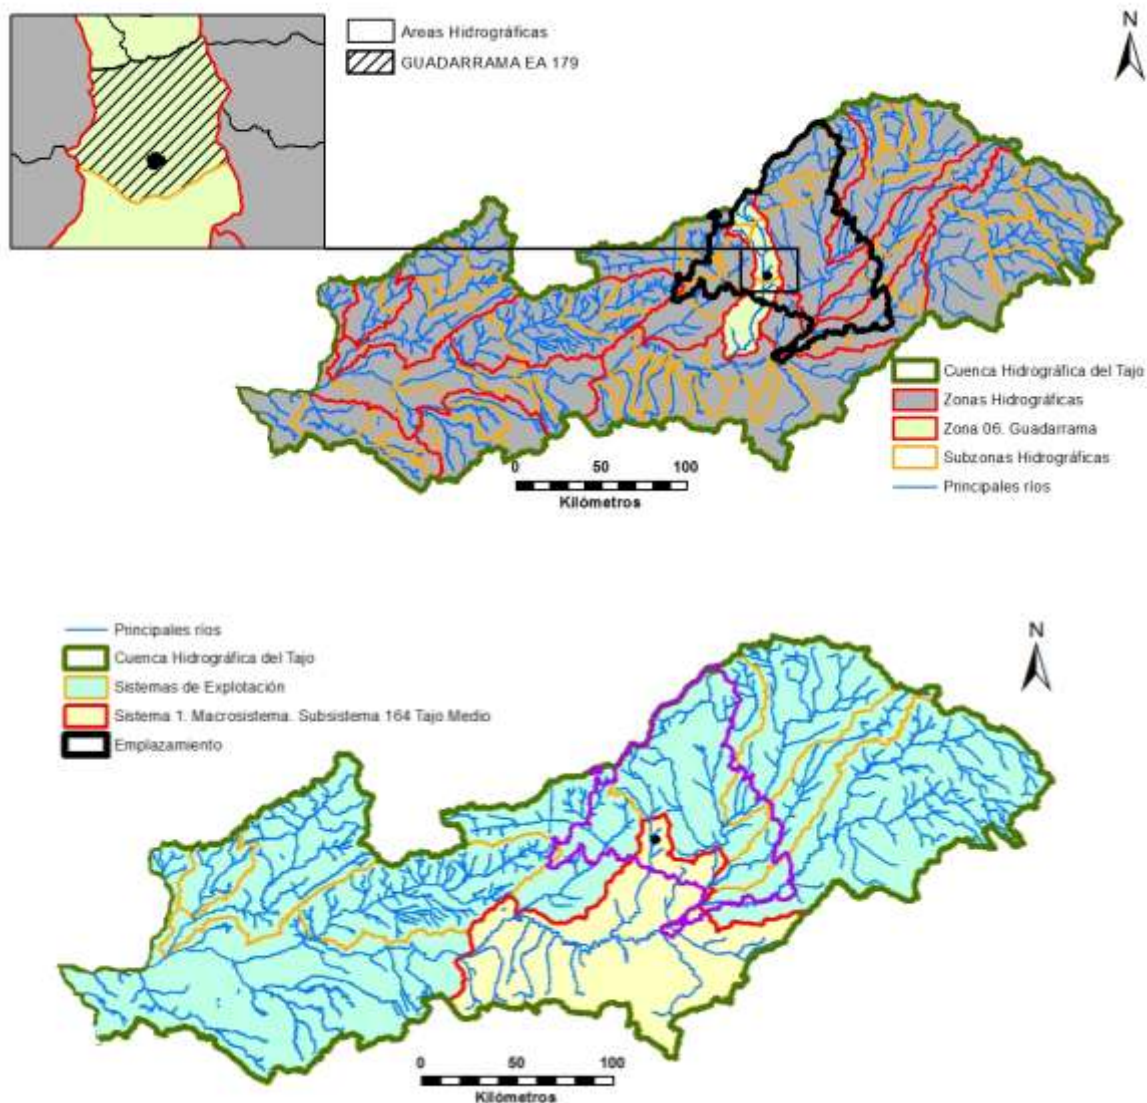 Areas Hidrográficas
GUADARRAMA EA 179
N
Cuenca Hidrográfica del Tajo
Zonas Hidrográficas
Zona 06. Guadarrama
Subzonas Hidrográficas
Principales ríos
0 50 100
Kilómetros
Principales ríos
Cuenca Hidrográfica del Tajo
Sistemas de Explotación
Sistema 1. Macrosistema. Subsistema 164 Tajo Medio
Emplazamiento
N
0 50 100
Kilómetros